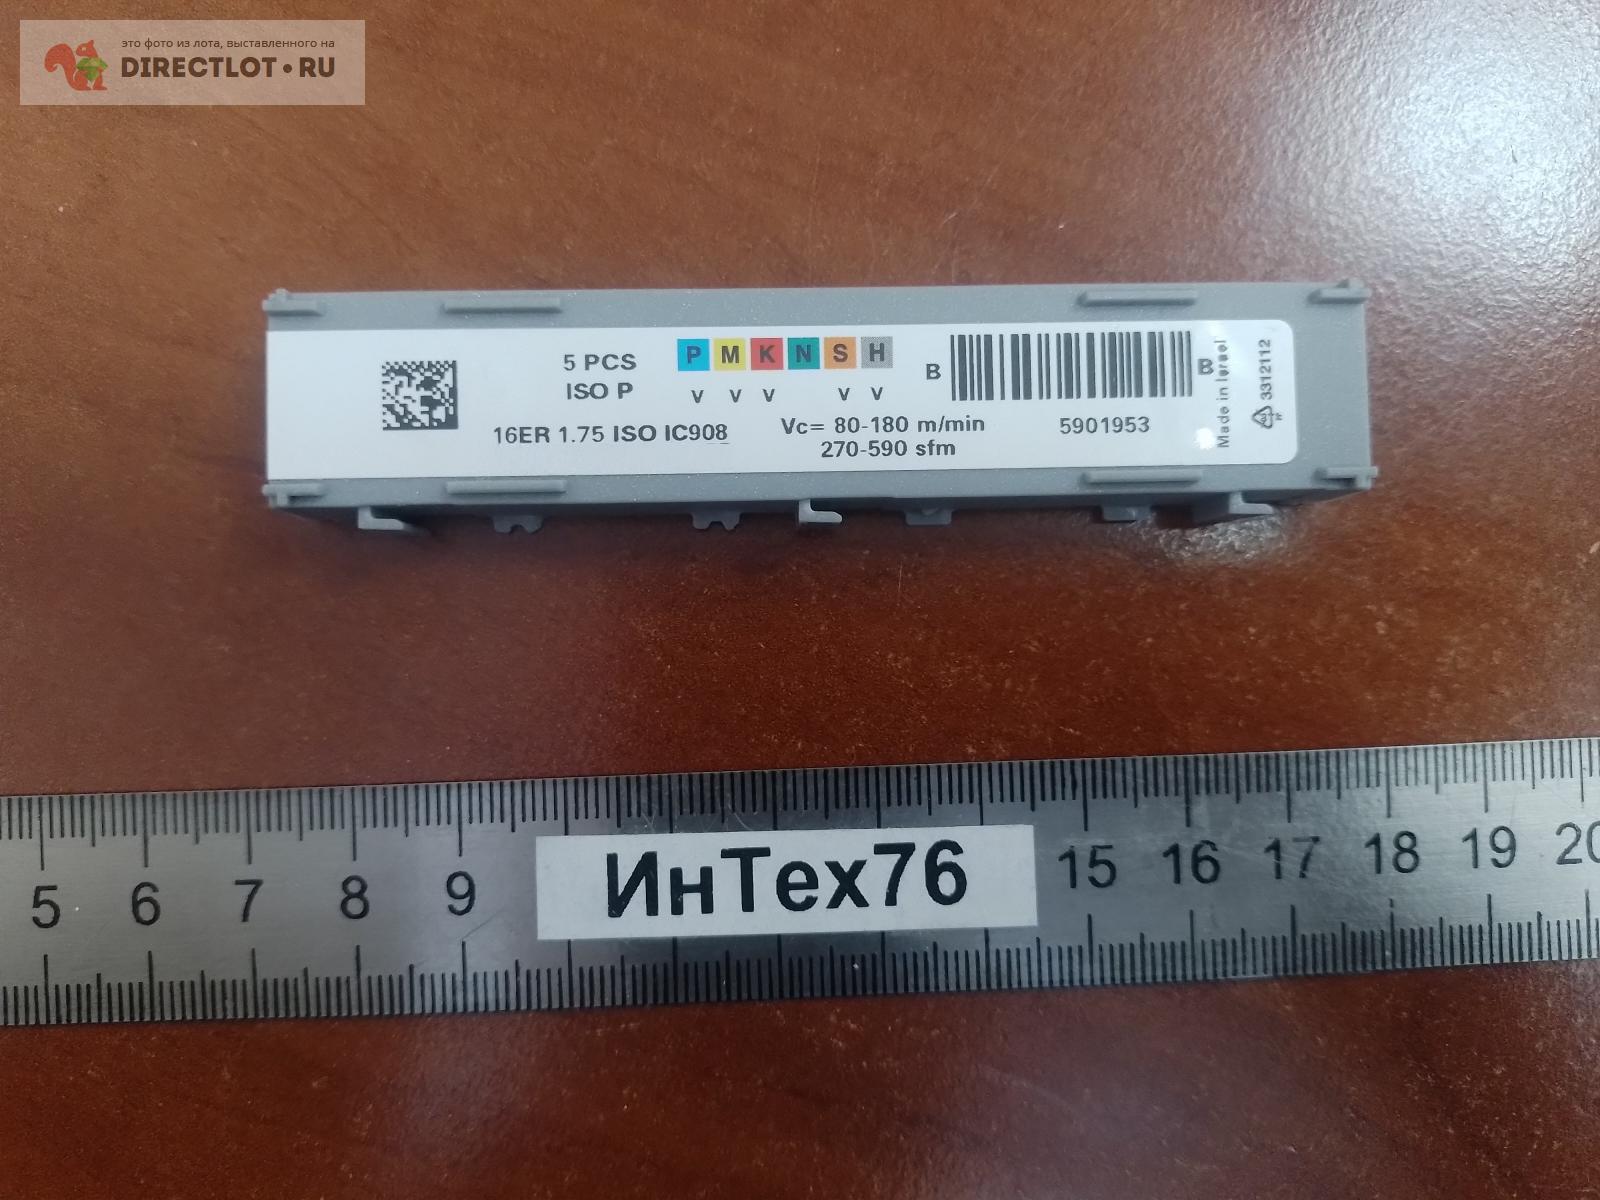 это фото из лота, выставленного на
DIRECTLOT•RU
5 PCS
ISO P
P M K N S H
v v v v v
16ER 1.75 ISO IC908
Vc= 80-180 m/min
270-590 sfm
B B
5901953
Made in Israel
3312112
5 6 7 8 9 15 16 17 18 19 20
ИнТех76